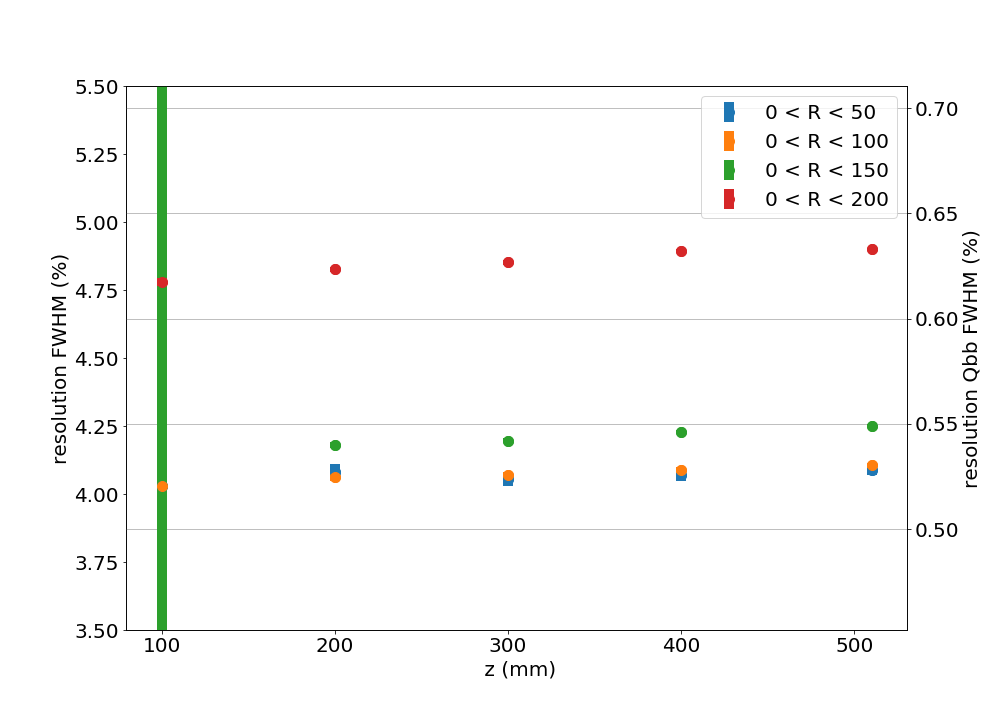 5.50
5.25
5.00
4.75
4.50
4.25
4.00
3.75
3.50
resolution FWHM (%)
100
200
300
400
500
z (mm)
0.70
0.65
0.60
0.55
0.50
resolution Qbb FWHM (%)
0 < R < 50
0 < R < 100
0 < R < 150
0 < R < 200